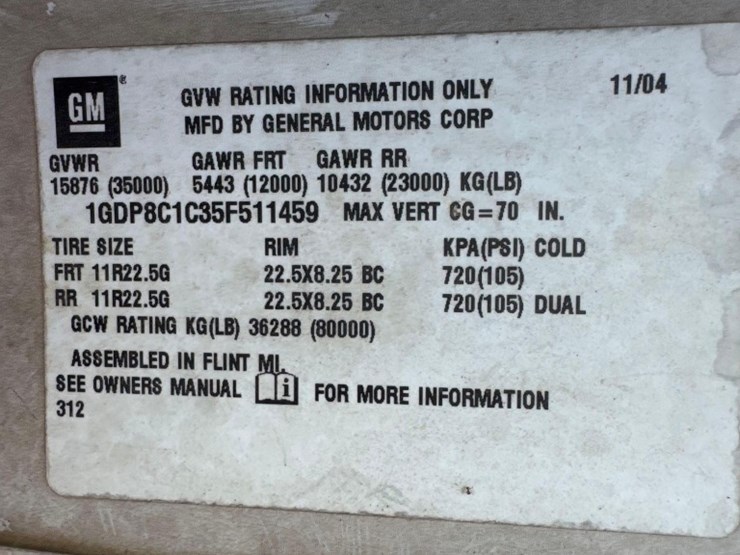 GM ®
GVW RATING INFORMATION ONLY 11/04
MFD BY GENERAL MOTORS CORP
GVWR GAWR FRT GAWR RR
15876 (35000) 5443 (12000) 10432 (23000) KG(LB)
1GDP8C1C35F511459 MAX VERT CG=70 IN.
TIRE SIZE RIM KPA(PSI) COLD
FRT 11R22.5G 22.5X8.25 BC 720(105)
RR 11R22.5G 22.5X8.25 BC 720(105) DUAL
GCW RATING KG(LB) 36288 (80000)
ASSEMBLED IN FLINT MI.
SEE OWNERS MANUAL i FOR MORE INFORMATION
312